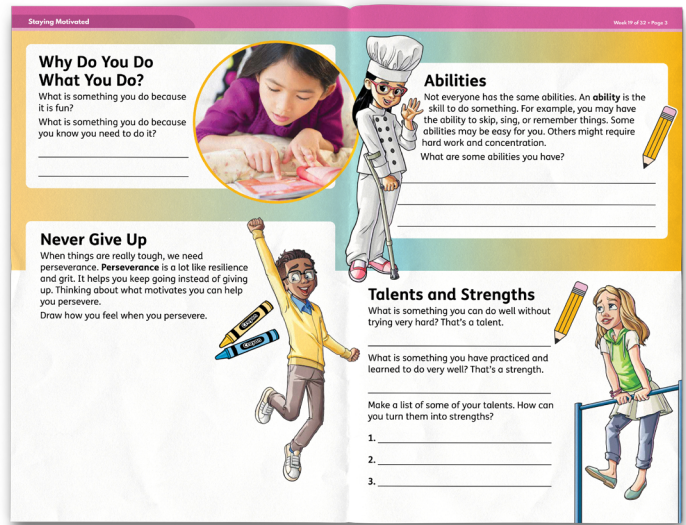 Staying Motivated
Week 19 of 32 • Page 3
Why Do You Do
What You Do?
What is something you do because
it is fun?
What is something you do because
you know you need to do it?
Never Give Up
When things are really tough, we need
perseverance. Perseverance is a lot like resilience
and grit. It helps you keep going instead of giving
up. Thinking about what motivates you can help
you persevere.
Draw how you feel when you persevere.
Crayon
Crayon
Abilities
Not everyone has the same abilities. An ability is the
skill to do something. For example, you may have
the ability to skip, sing, or remember things. Some
abilities may be easy for you. Others might require
hard work and concentration.
What are some abilities you have?
Talents and Strengths
What is something you can do well without
trying very hard? That's a talent.
What is something you have practiced and
learned to do very well? That's a strength.
Make a list of some of your talents. How can
you turn them into strengths?
1.
2.
3.